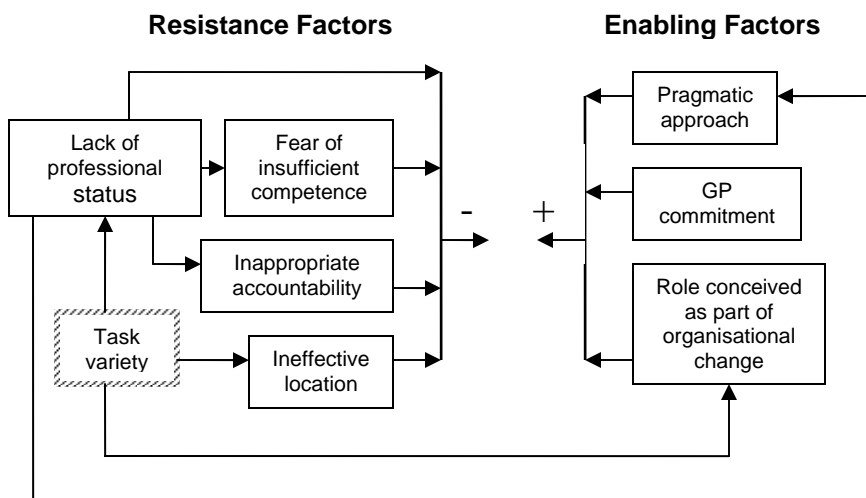 Resistance Factors
Enabling Factors
Lack of
professional
status
Fear of
insufficient
competence
Inappropriate
accountability
Task
variety
Ineffective
location
-
+
Pragmatic
approach
GP
commitment
Role conceived
as part of
organisational
change